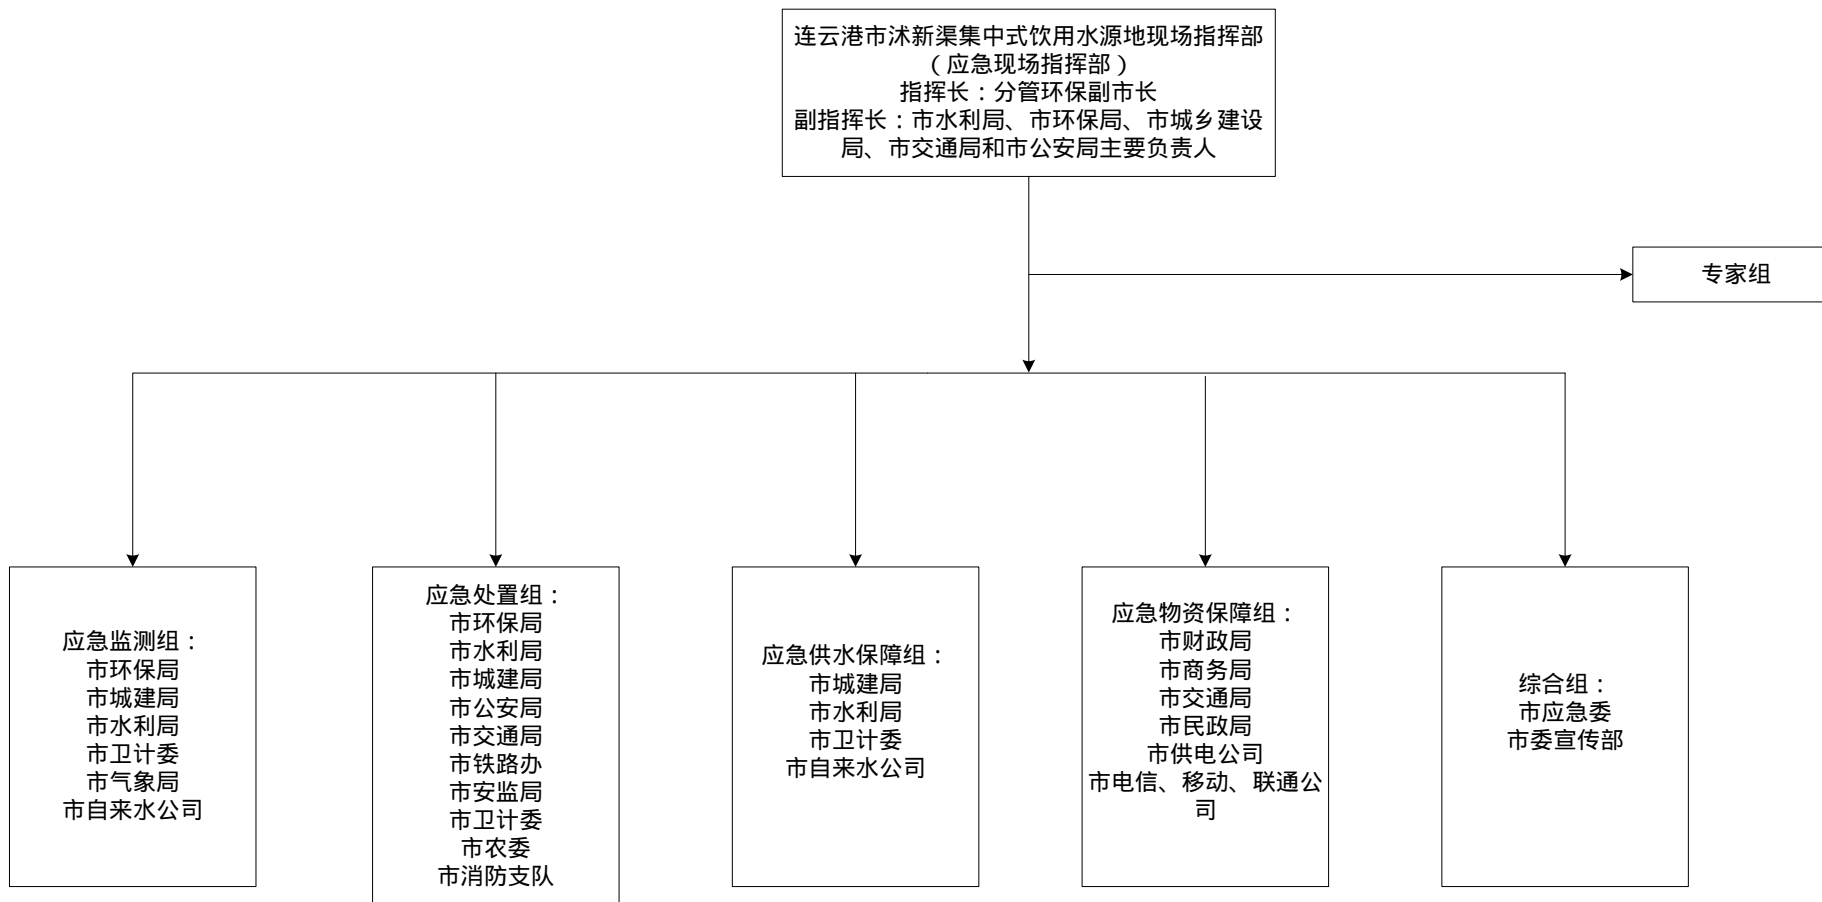 连云港市沭新渠集中式饮用水源地现场指挥部
（应急现场指挥部）
指挥长：分管环保副市长
副指挥长：市水利局、市环保局、市城乡建设
局、市交通局和市公安局主要负责人
专家组
应急监测组：
市环保局
市城建局
市水利局
市卫计委
市气象局
市自来水公司
应急处置组：
市环保局
市水利局
市城建局
市公安局
市交通局
市铁路办
市安监局
市卫计委
市农委
市消防支队
应急供水保障组：
市城建局
市水利局
市卫计委
市自来水公司
应急物资保障组：
市财政局
市商务局
市交通局
市民政局
市供电公司
市电信、移动、联通公
司
综合组：
市应急委
市委宣传部